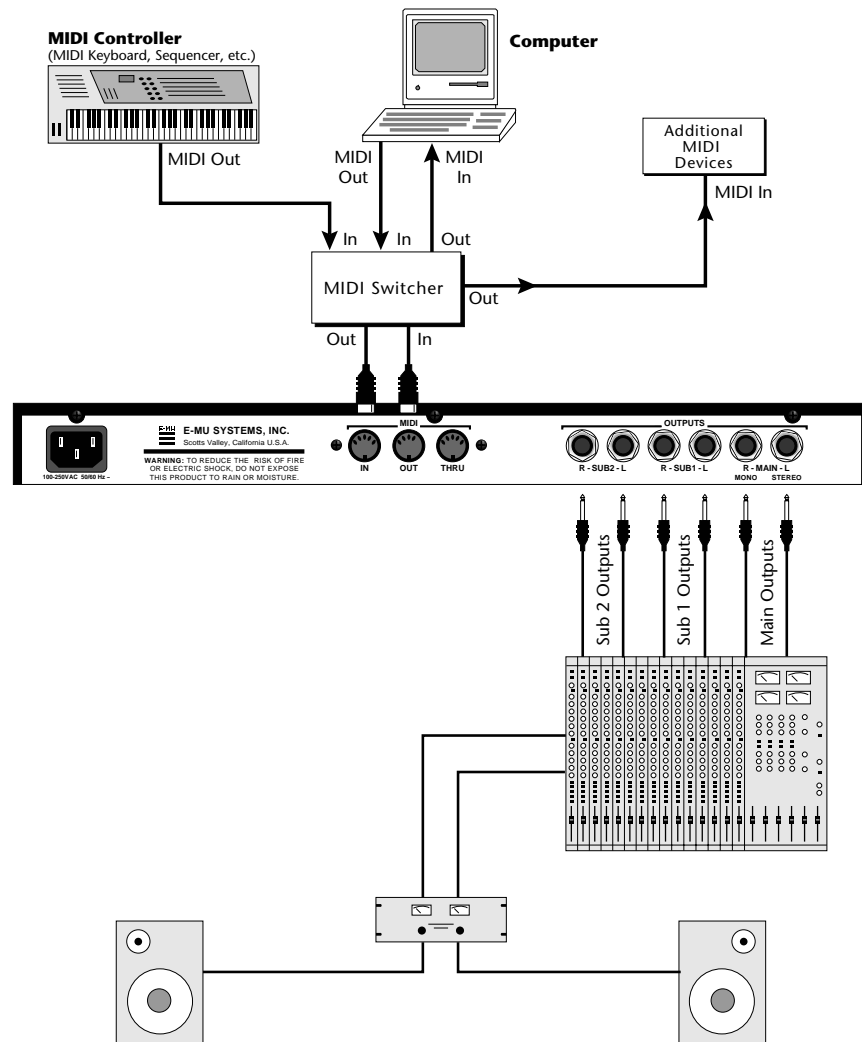 MIDI Controller
(MIDI Keyboard, Sequencer, etc.)
Computer
MIDI Out
MIDI
Out
MIDI
In
Additional
MIDI
Devices
MIDI In
In
In
Out
MIDI Switcher
Out
Out
In
E-MU
E-MU SYSTEMS, INC.
Scotts Valley, California U.S.A.
WARNING: TO REDUCE THE RISK OF FIRE
OR ELECTRIC SHOCK, DO NOT EXPOSE
THIS PRODUCT TO RAIN OR MOISTURE.
100-250VAC 50/60 Hz ~
MIDI
IN
OUT
THRU
OUTPUTS
R - SUB2 - L
R - SUB1 - L
R - MAIN - L
MONO
STEREO
Sub 2 Outputs
Sub 1 Outputs
Main Outputs